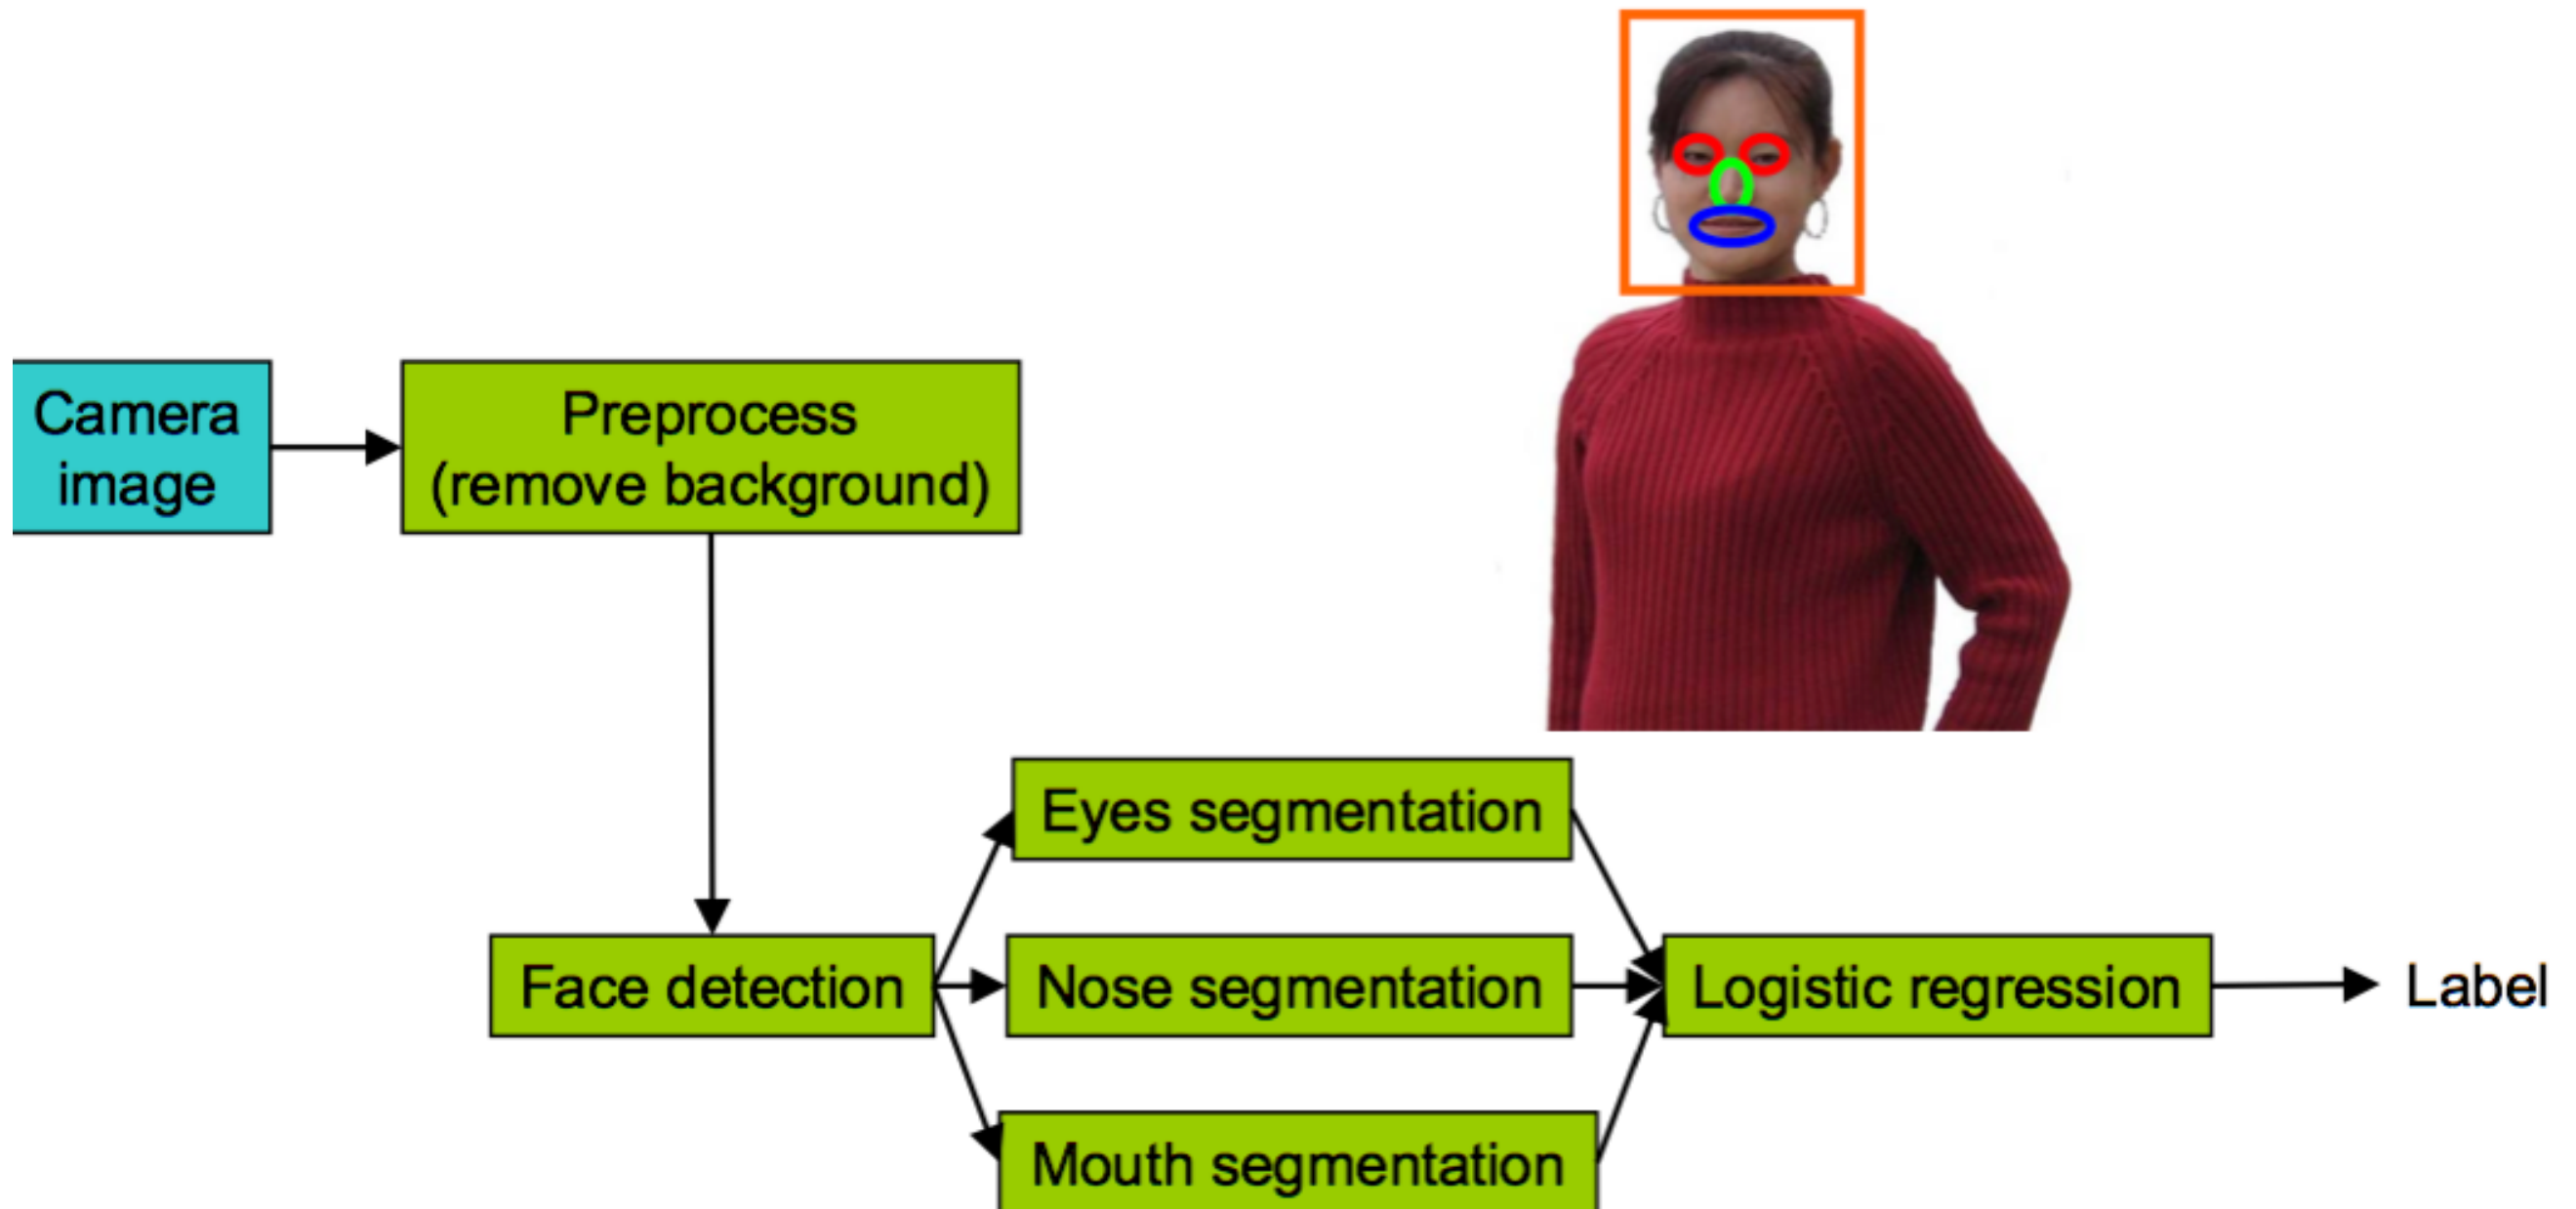 Camera
image
Preprocess
(remove background)
Eyes segmentation
Face detection
Nose segmentation
Logistic regression
Label
Mouth segmentation